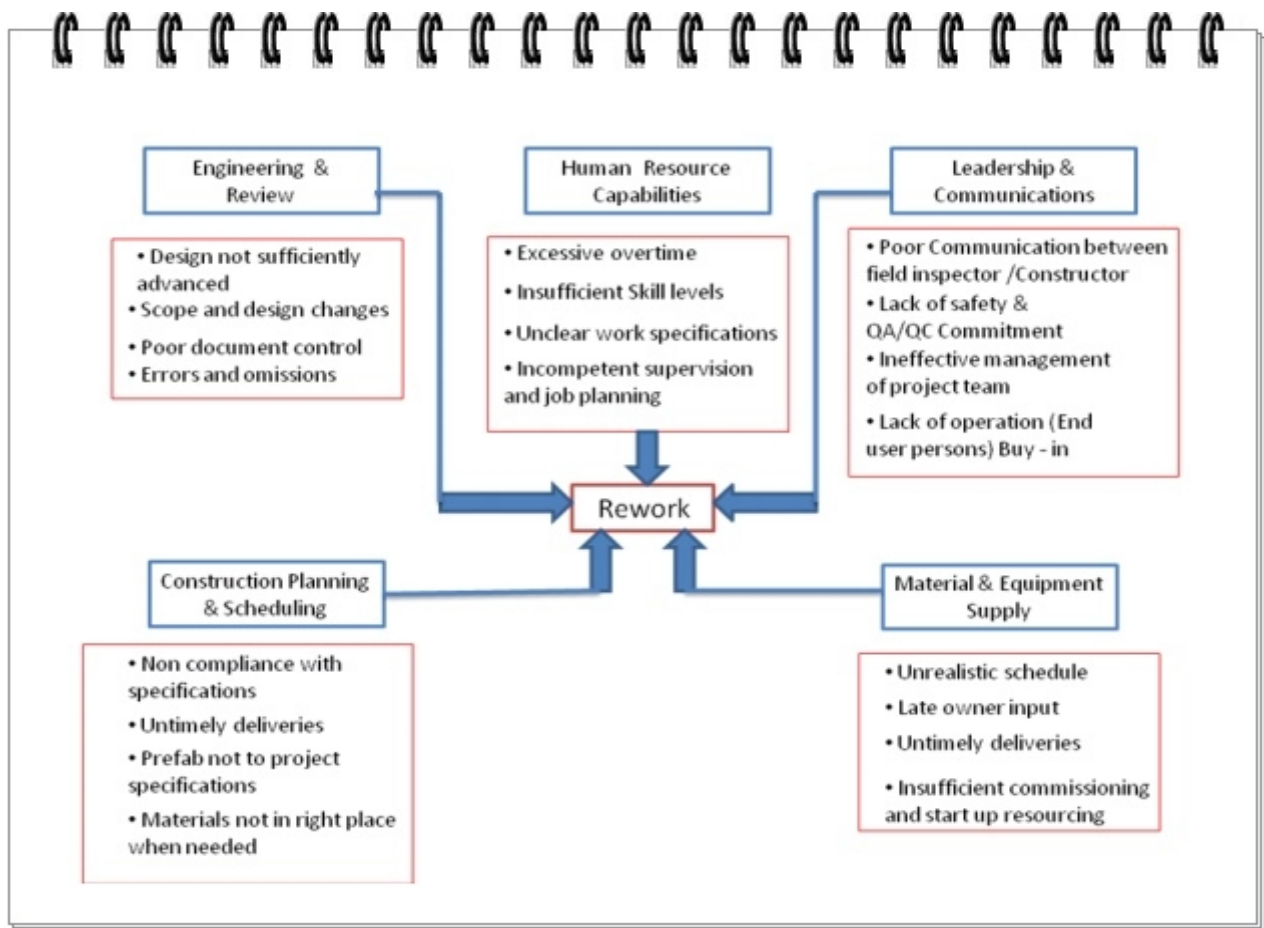 Engineering &
Review
• Design not sufficiently
advanced
• Scope and design changes
• Poor document control
• Errors and omissions
Human Resource
Capabilities
• Excessive overtime
• Insufficient Skill levels
• Unclear work specifications
• Incompetent supervision
and job planning
Leadership &
Communications
• Poor Communication between
field inspector /Constructor
• Lack of safety &
QA/QC Commitment
• Ineffective management
of project team
• Lack of operation (End
user persons) Buy - in
Rework
Construction Planning
& Scheduling
• Non compliance with
specifications
• Untimely deliveries
• Prefab not to project
specifications
• Materials not in right place
when needed
Material & Equipment
Supply
• Unrealistic schedule
• Late owner input
• Untimely deliveries
• Insufficient commissioning
and start up resourcing